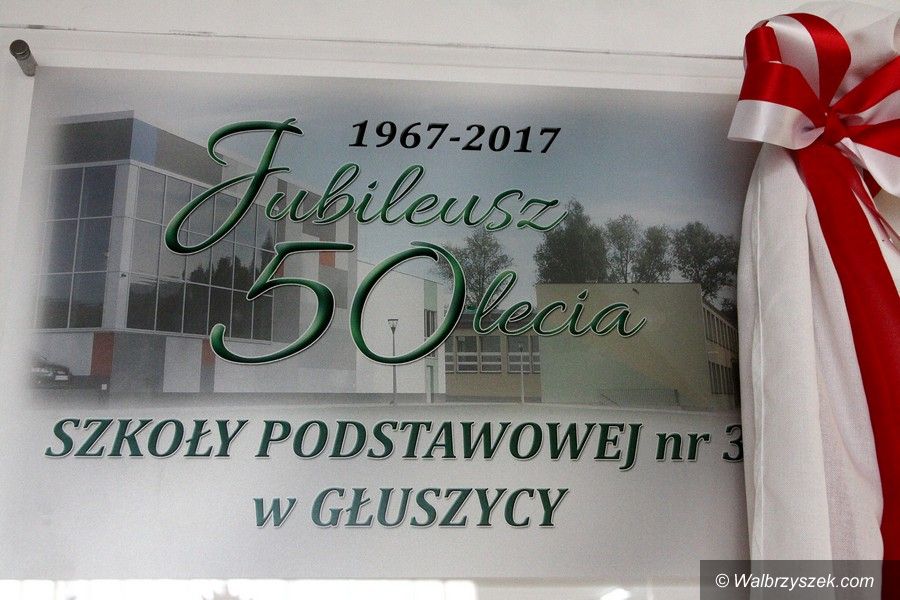 1967-2017
Jubileusz
50lecia
SZKOŁY PODSTAWOWEJ nr 3
w GŁUSZYCY
© Walbrzyszek.com